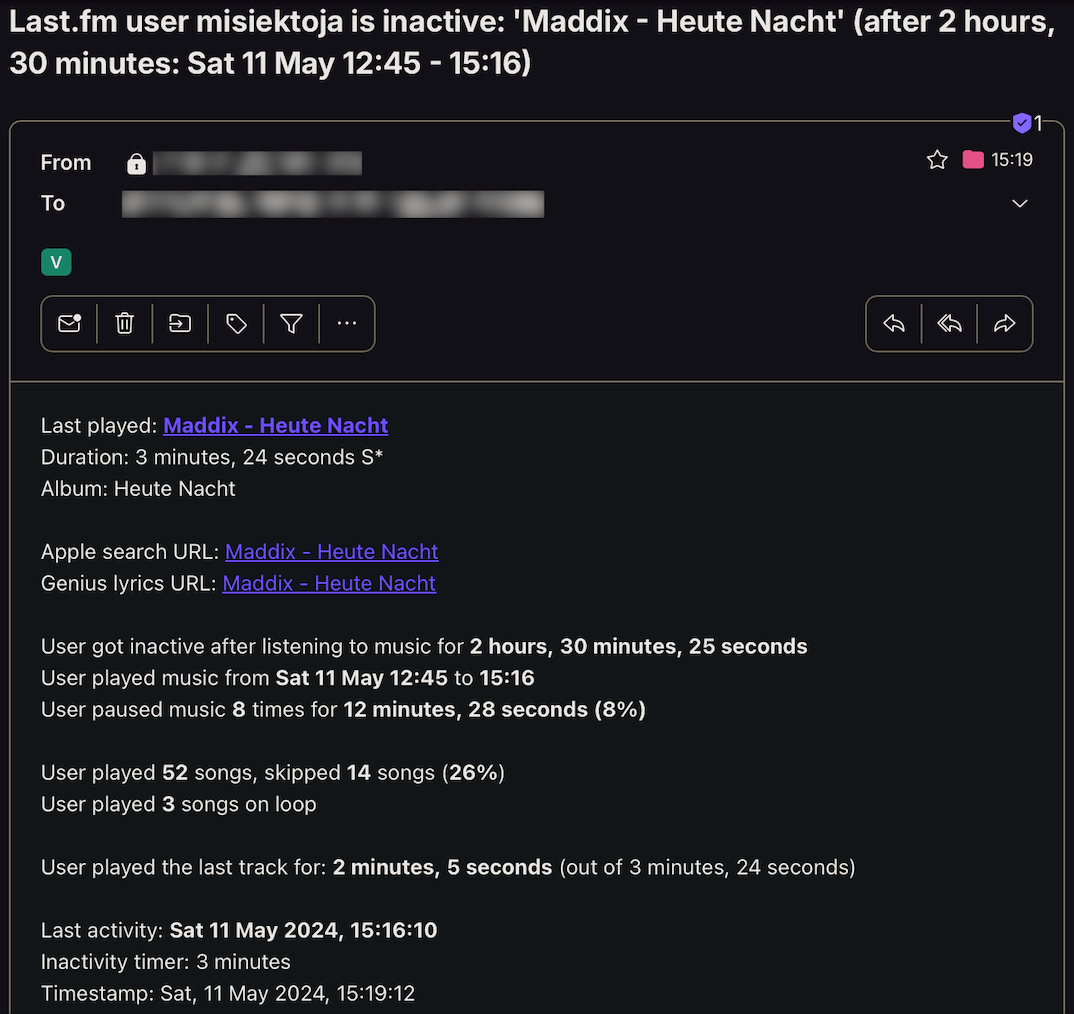 Last.fm user misiektoja is inactive: 'Maddix - Heute Nacht' (after 2 hours,
30 minutes: Sat 11 May 12:45 - 15:16)
1
From
15:19
To
V
Last played: Maddix - Heute Nacht
Duration: 3 minutes, 24 seconds S*
Album: Heute Nacht
Apple search URL: Maddix - Heute Nacht
Genius lyrics URL: Maddix - Heute Nacht
User got inactive after listening to music for 2 hours, 30 minutes, 25 seconds
User played music from Sat 11 May 12:45 to 15:16
User paused music 8 times for 12 minutes, 28 seconds (8%)
User played 52 songs, skipped 14 songs (26%)
User played 3 songs on loop
User played the last track for: 2 minutes, 5 seconds (out of 3 minutes, 24 seconds)
Last activity: Sat 11 May 2024, 15:16:10
Inactivity timer: 3 minutes
Timestamp: Sat, 11 May 2024, 15:19:12